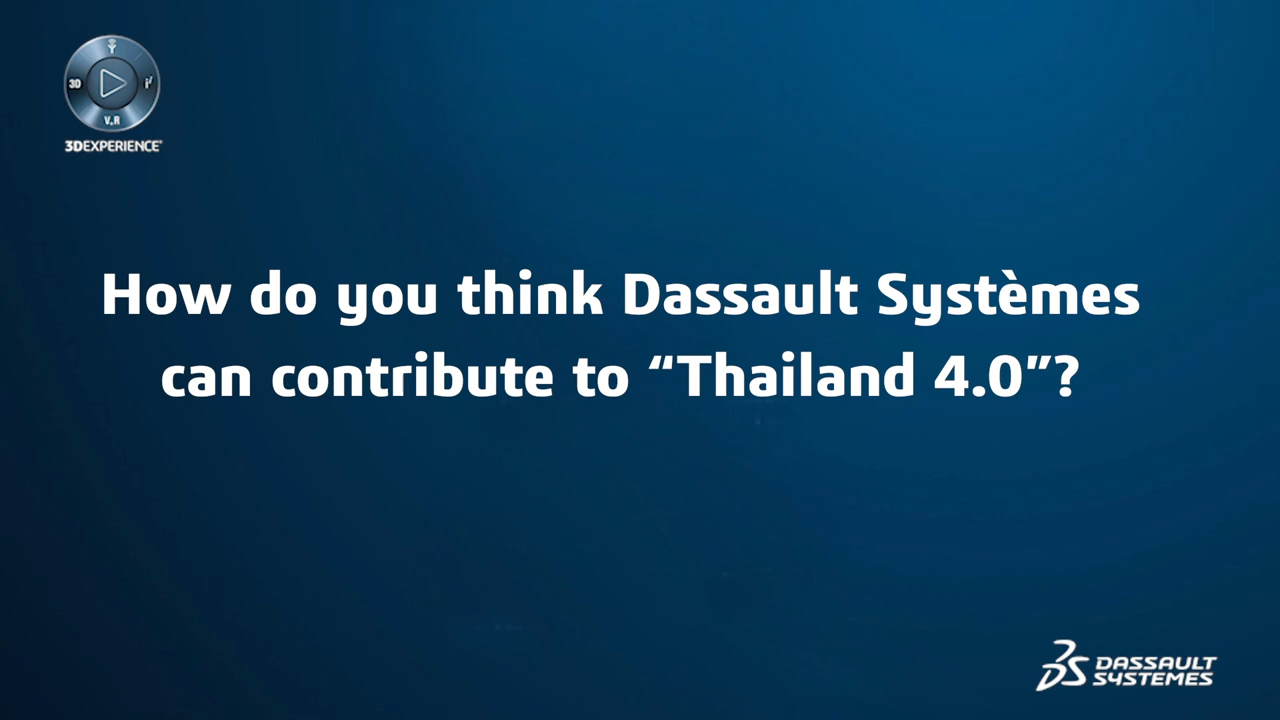 3D
V,R
3DEXPERIENCE®
How do you think Dassault Systèmes
can contribute to “Thailand 4.0”?
DASSAULT
SYSTEMES